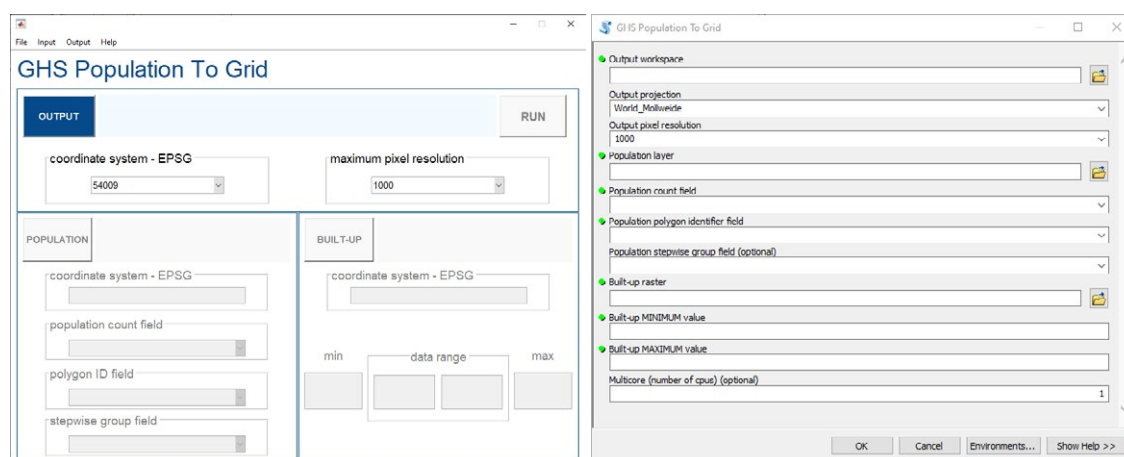 File Input Output Help
GHS Population To Grid
OUTPUT
RUN
coordinate system - EPSG
54009
maximum pixel resolution
1000
POPULATION
coordinate system - EPSG
population count field
polygon ID field
stepwise group field
BUILT-UP
coordinate system - EPSG
min
data range
max
GHS Population To Grid
Output workspace
Output projection
World_Mollweide
Output pixel resolution
1000
Population layer
Population count field
Population polygon identifier field
Population stepwise group field (optional)
Built-up raster
Built-up MINIMUM value
Built-up MAXIMUM value
Multicore (number of cpus) (optional)
1
OK Cancel Environments... Show Help >>